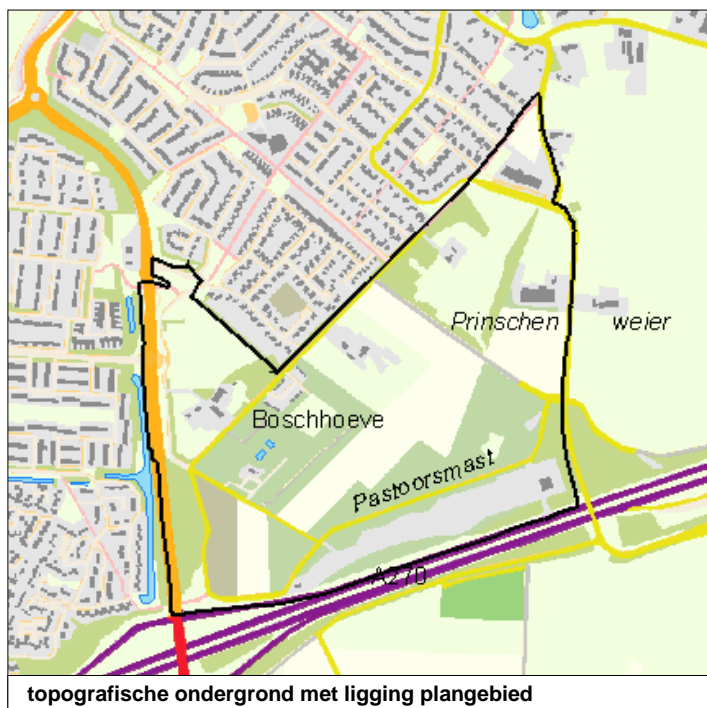 Prinschen weier
Boschhoeve
Pastoorsmast
A270
topografische ondergrond met ligging plangebied